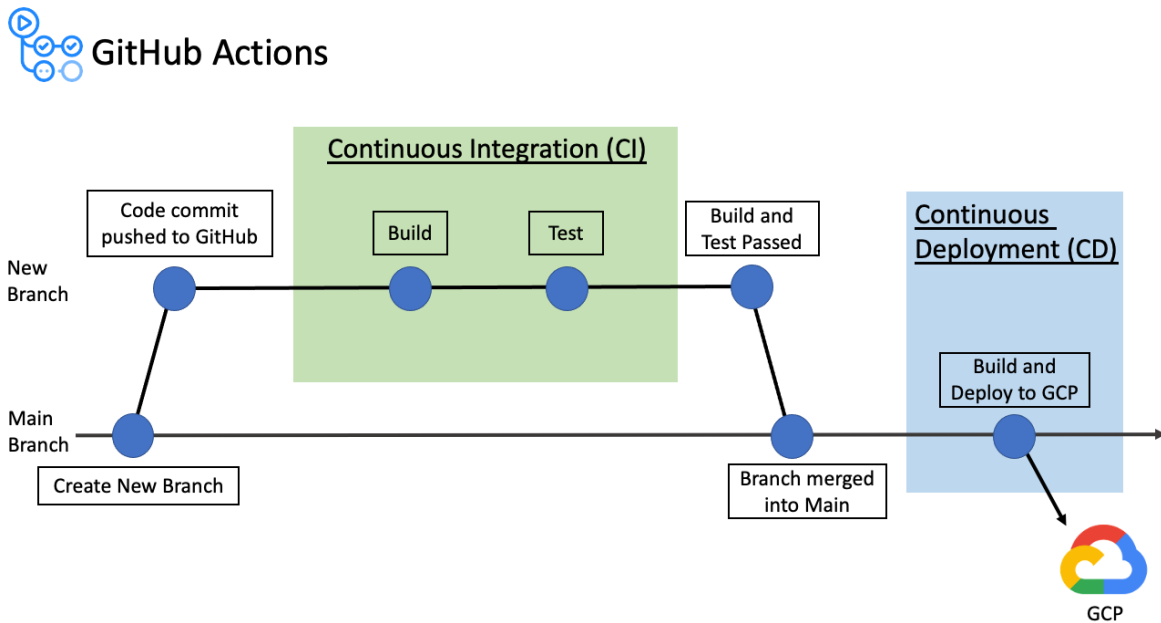 GitHub Actions
Continuous Integration (CI)
Code commit
pushed to GitHub
Build
Test
Build and
Test Passed
Continuous
Deployment (CD)
New
Branch
Build and
Deploy to GCP
Main
Branch
Create New Branch
Branch merged
into Main
GCP